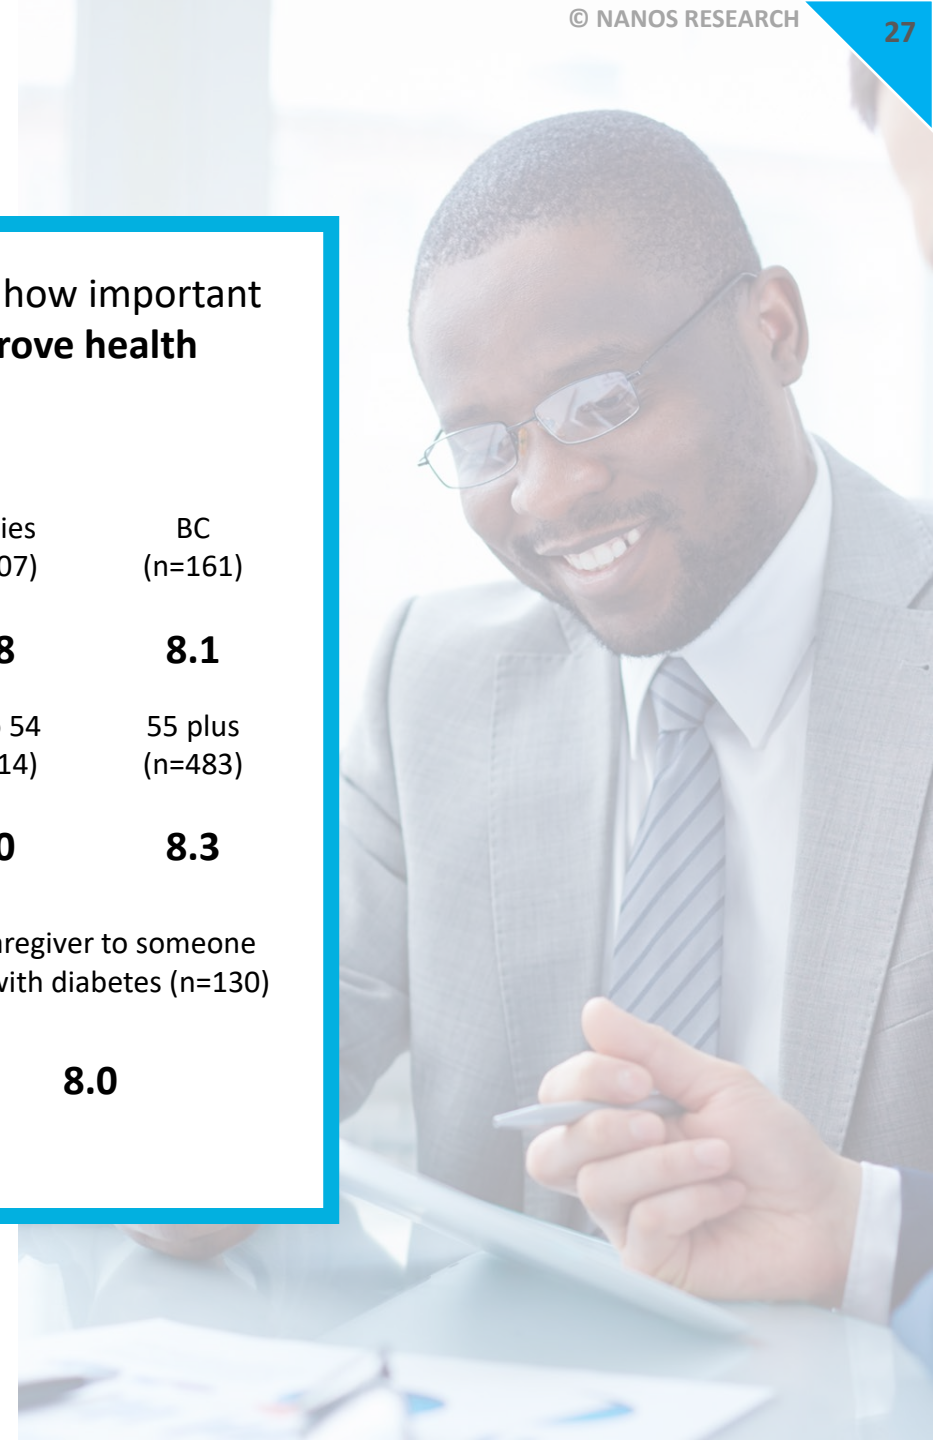 © NANOS RESEARCH
27
how important
rove health
ies
BC
07)
(n=161)
8
8.1
54
55 plus
14)
(n=483)
0
8.3
aregiver to someone
with diabetes (n=130)
8.0